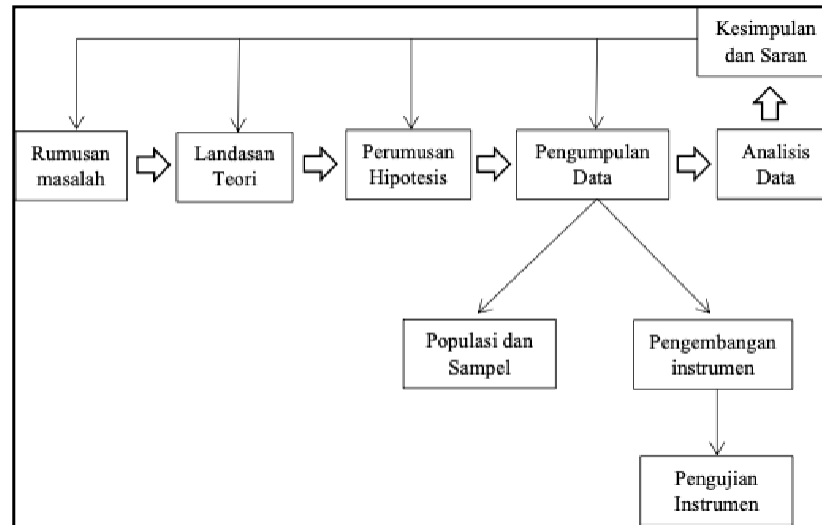 Kesimpulan
dan Saran
Rumusan
masalah
Landasan
Teori
Perumusan
Hipotesis
Pengumpulan
Data
Analisis
Data
Populasi dan
Sampel
Pengembangan
instrumen
Pengujian
Instrumen